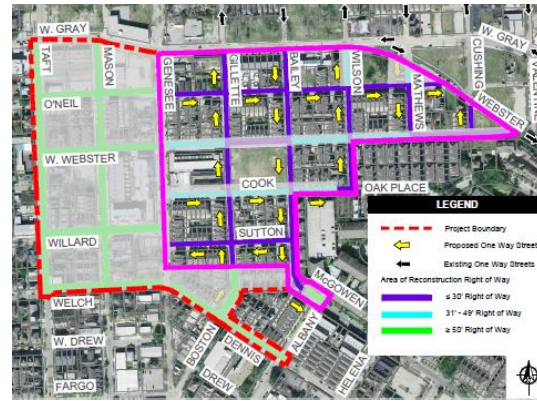 W. GRAY
TAFT
MASON
GENESEE
GILLETTE
BAILEY
WILSON
MATHEWS
CUSHING
W. GRAY
WEBSTER
VALENTINE
O'NEIL
W. WEBSTER
COOK
OAK PLACE
WILLARD
SUTTON
WELCH
MCGOWEN
W. DREW
BOSTON
DENNIS
ALBANY
DREW
HELENA
FARGO
LEGEND
Project Boundary
Proposed One Way Street
Existing One Way Streets
Area of Reconstruction Right of Way
≤ 30' Right of Way
31' - 49' Right of Way
≥ 50' Right of Way